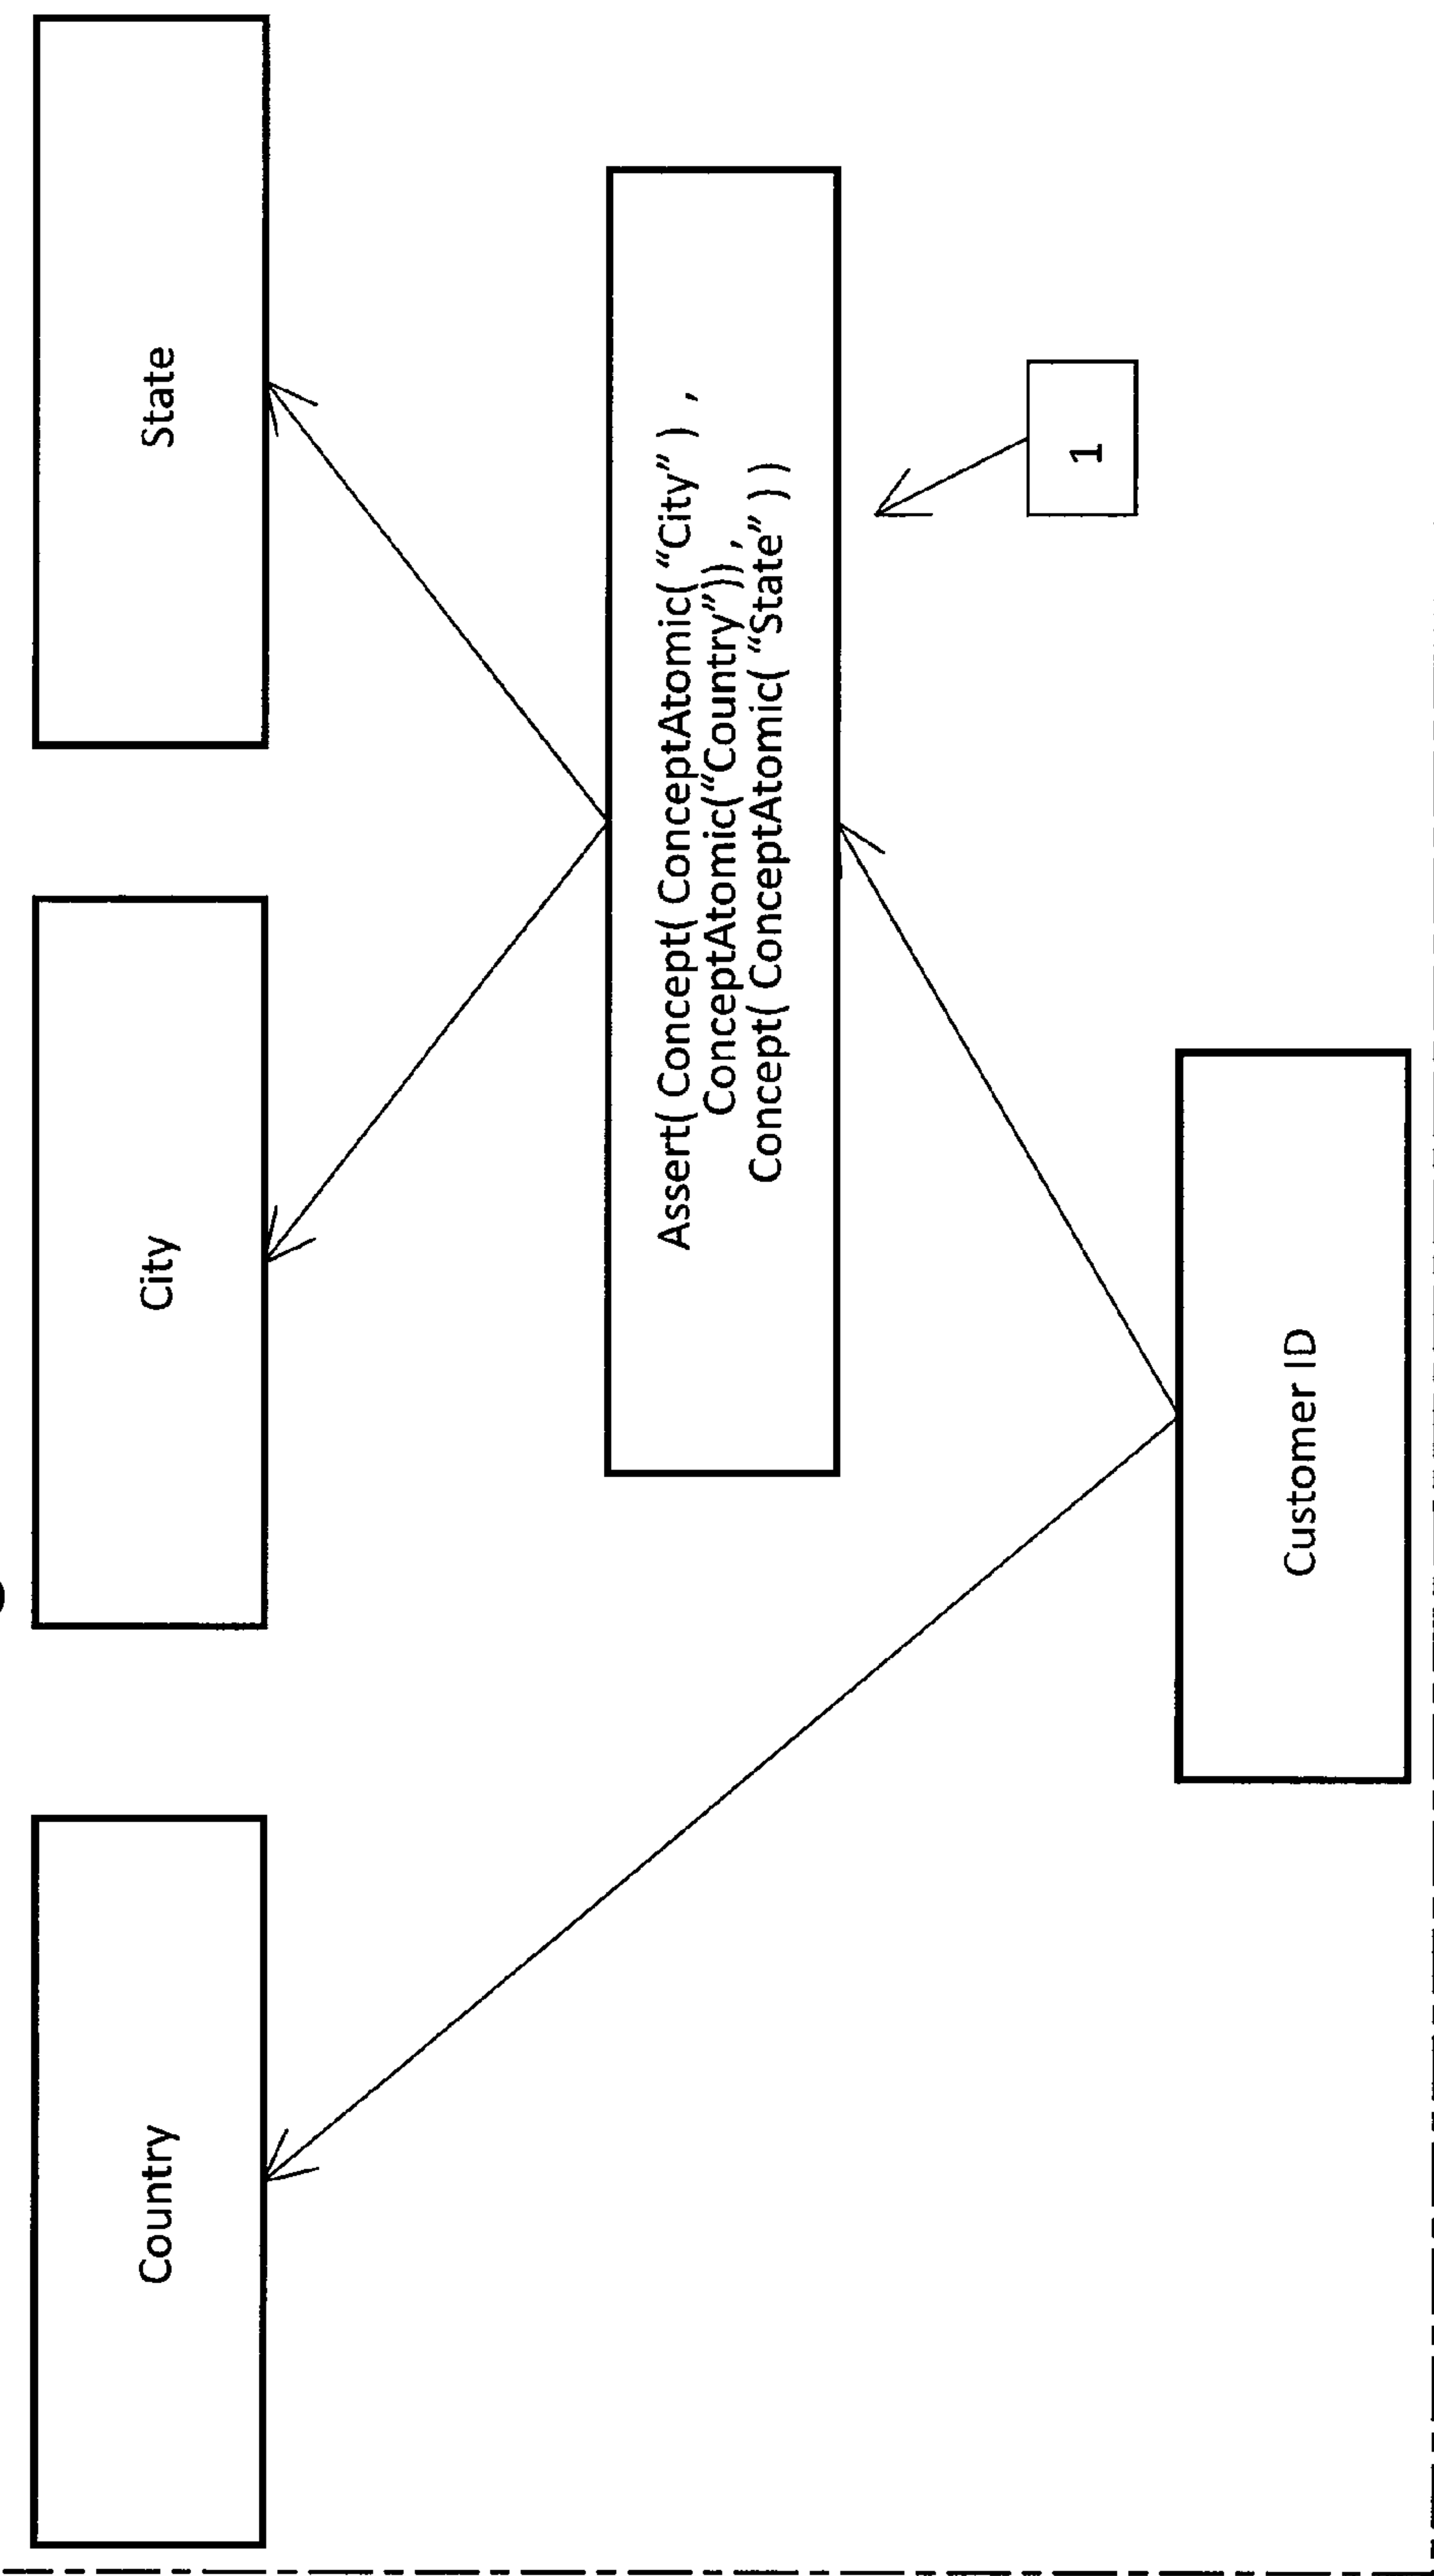 Country
City
State
Assert( Concept( ConceptAtomic( “City” ) ,
ConceptAtomic(“Country”)) ,
Concept( ConceptAtomic( “State” ) )
1
Customer ID